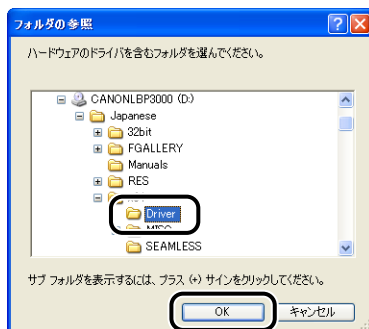 フォルダの参照
ハードウェアのドライバを含むフォルダを選んでください。
CANONLBP3000 (D:)
Japanese
32bit
FGALLERY
Manuals
RES
Driver
MISC
SEAMLESS
サブ フォルダを表示するには、プラス (+) サインをクリックしてください。
OK キャンセル